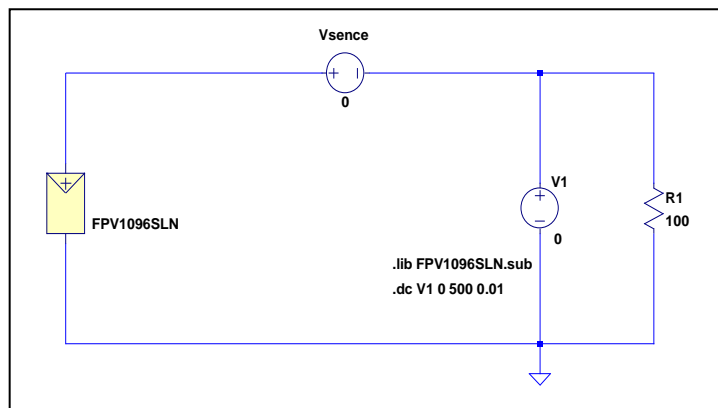 Vsence
0
FPV1096SLN
V1
0
R1
100
.lib FPV1096SLN.sub
.dc V1 0 500 0.01